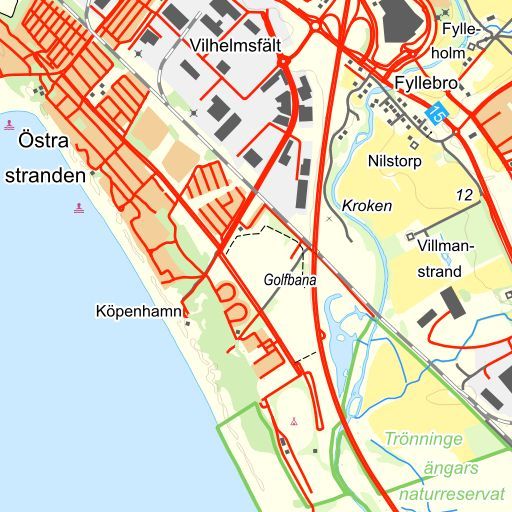 Vilhelmsfält
Fylle-
holm
Fyllebro
15
Östra
stranden
Nilstorp
12
Kroken
Villman-
strand
Golfbana
Köpenhamn
Trönninge
ängars
naturreservat